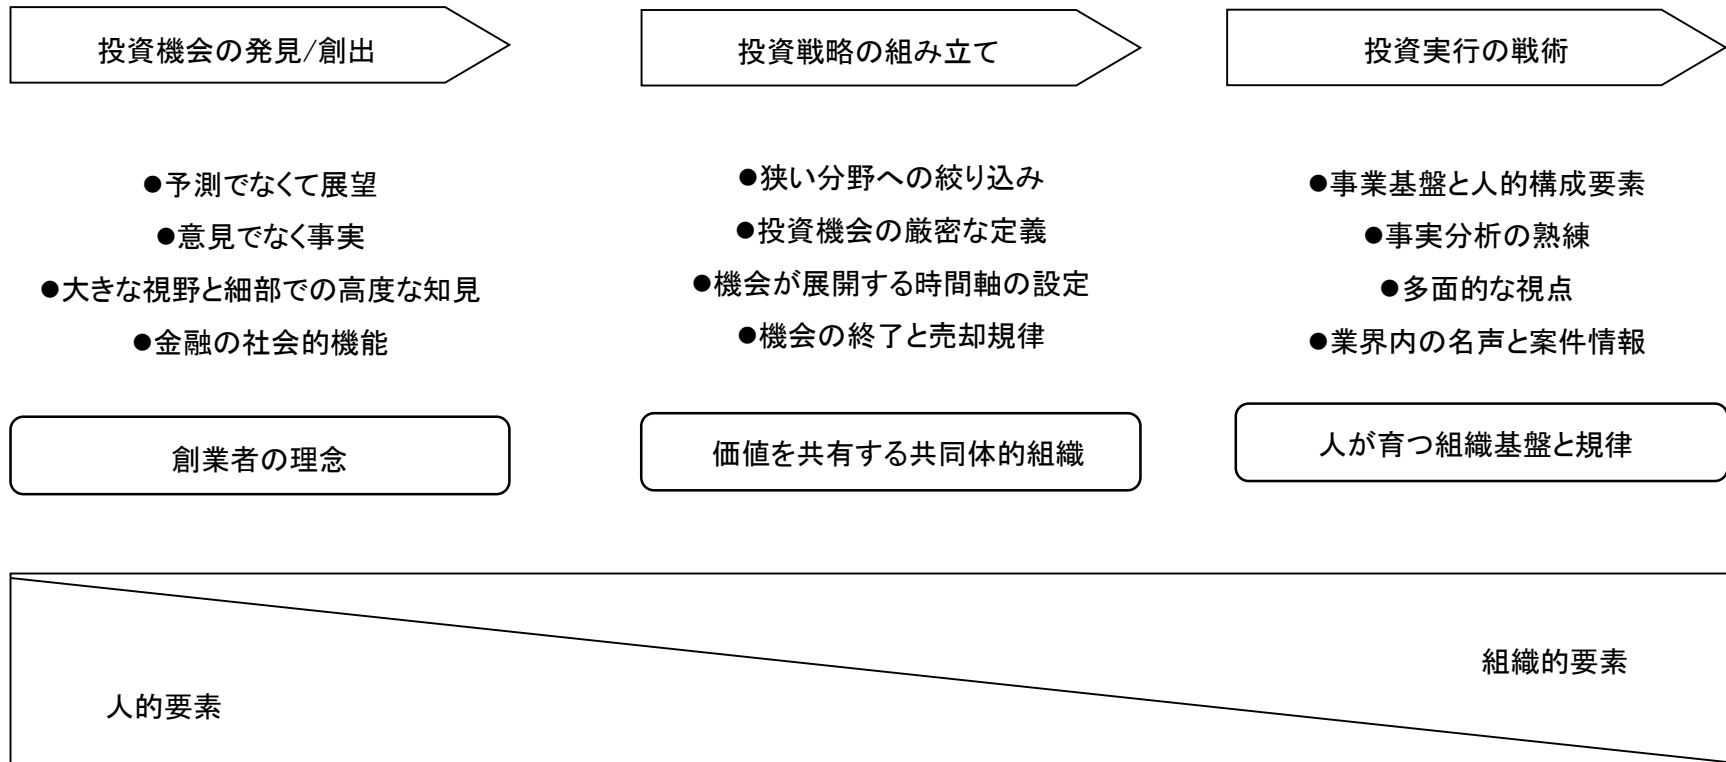 投資機会の発見/創出
投資戦略の組み立て
投資実行の戦術
●予測でなくて展望
●意見でなく事実
●大きな視野と細部での高度な知見
●金融の社会的機能
●狭い分野への絞り込み
●投資機会の厳密な定義
●機会が展開する時間軸の設定
●機会の終了と売却規律
●事業基盤と人的構成要素
●事実分析の熟練
●多面的な視点
●業界内の名声と案件情報
創業者の理念
価値を共有する共同体的組織
人が育つ組織基盤と規律
組織的要素
人的要素